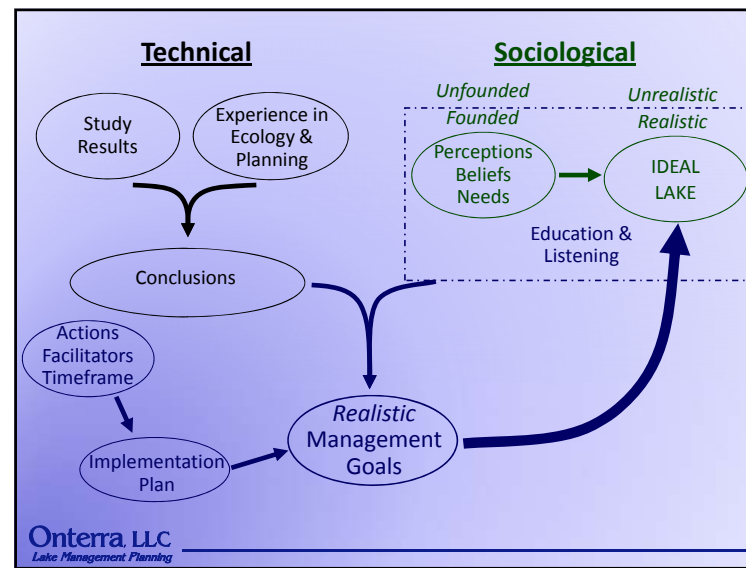 Technical
Sociological
Unfounded
Unrealistic
Founded
Realistic
Study
Results
Experience in
Ecology &
Planning
Perceptions
Beliefs
Needs
IDEAL
LAKE
Education &
Listening
Conclusions
Actions
Facilitators
Timeframe
Realistic
Management
Goals
Implementation
Plan
Onterra, LLC
Lake Management Planning